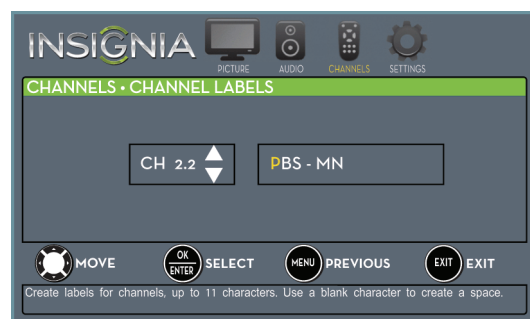 INSIGNIA
PICTURE AUDIO CHANNELS SETTINGS
CHANNELS • CHANNEL LABELS
CH 2.2 PBS - MN
MOVE OK ENTER SELECT MENU PREVIOUS EXIT EXIT
Create labels for channels, up to 11 characters. Use a blank character to create a space.